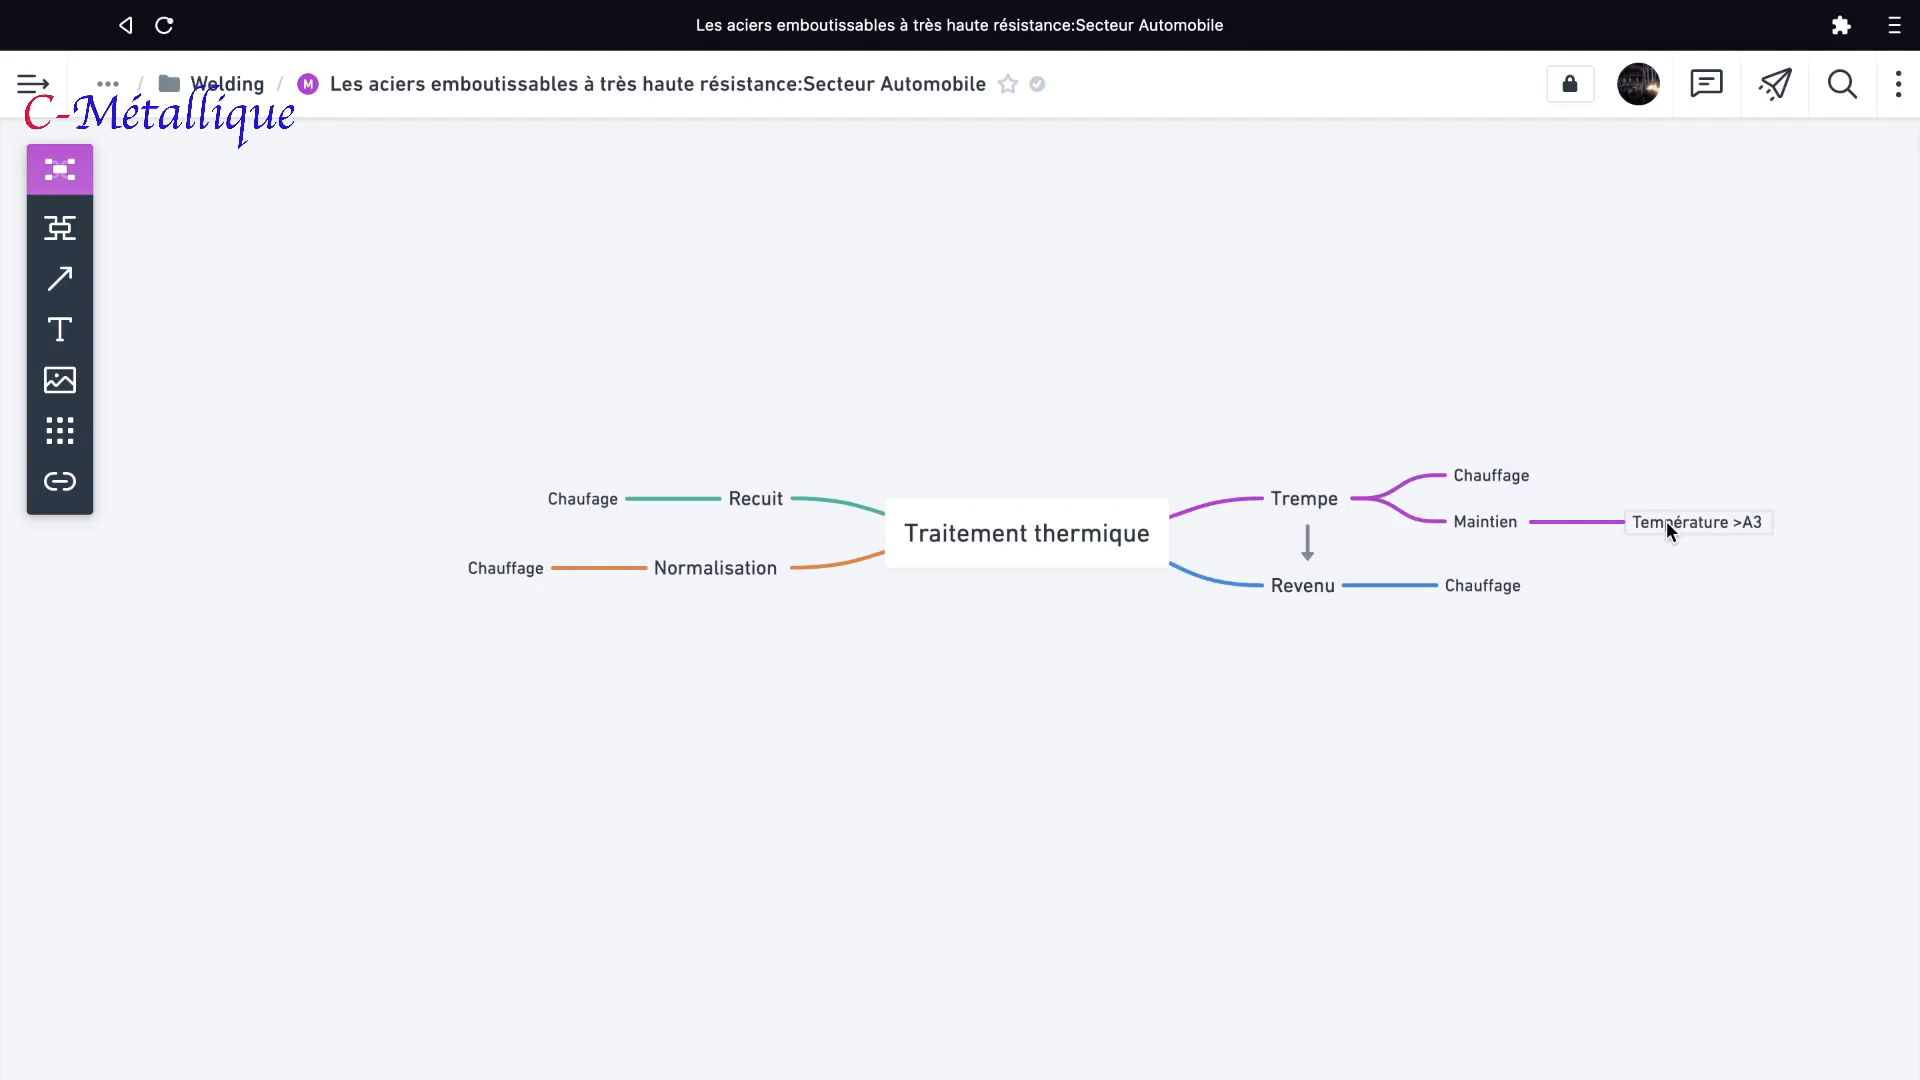 Les aciers emboutissables à très haute résistance:Secteur Automobile
... / Welding / M Les aciers emboutissables à très haute résistance:Secteur Automobile
C-Métallique
T
Chauffage
Chaufage Recuit Trempe
Maintien Température >A3
Traitement thermique
Chauffage Normalisation
Revenu Chauffage